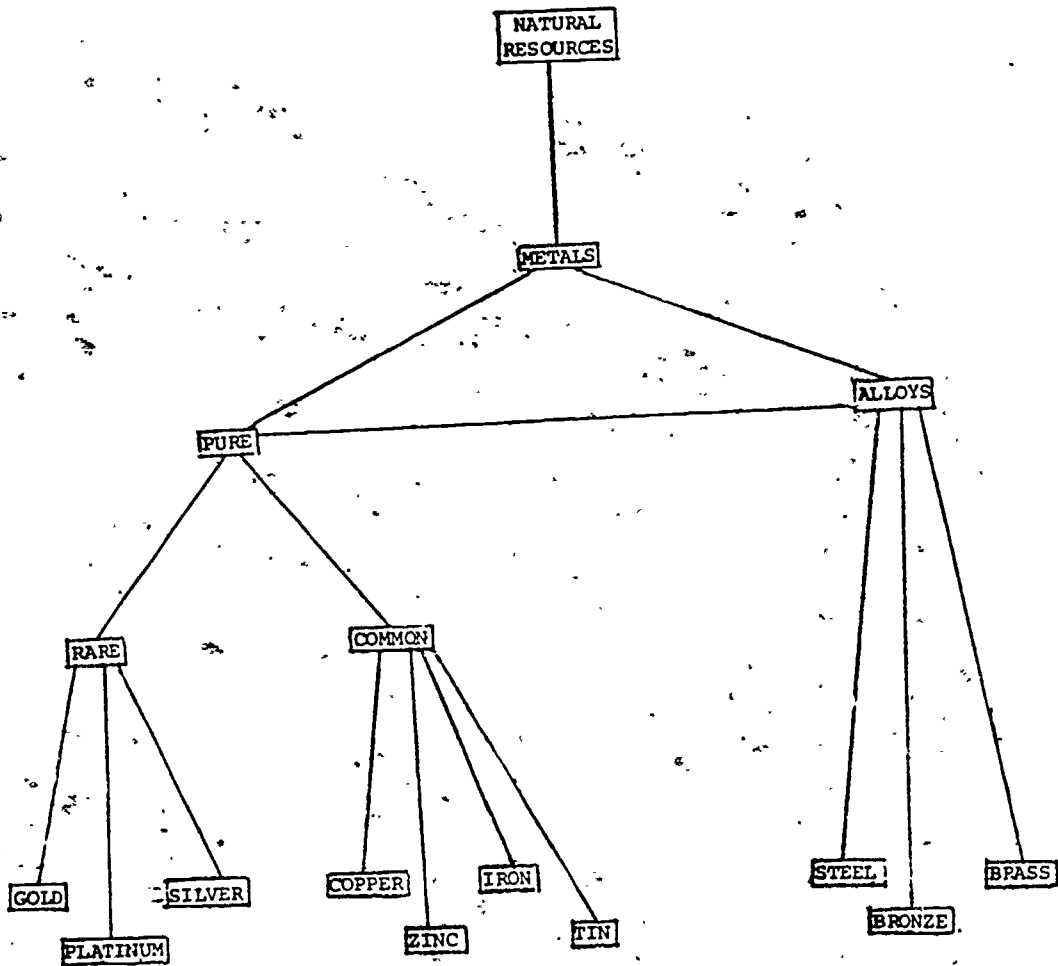 NATURAL
RESOURCES
METALS
ALLOYS
PURE
RARE
COMMON
GOLD
PLATINUM
SILVER
COPPER
ZINC
IRON
TIN
STEEL
BRONZE
BPASS